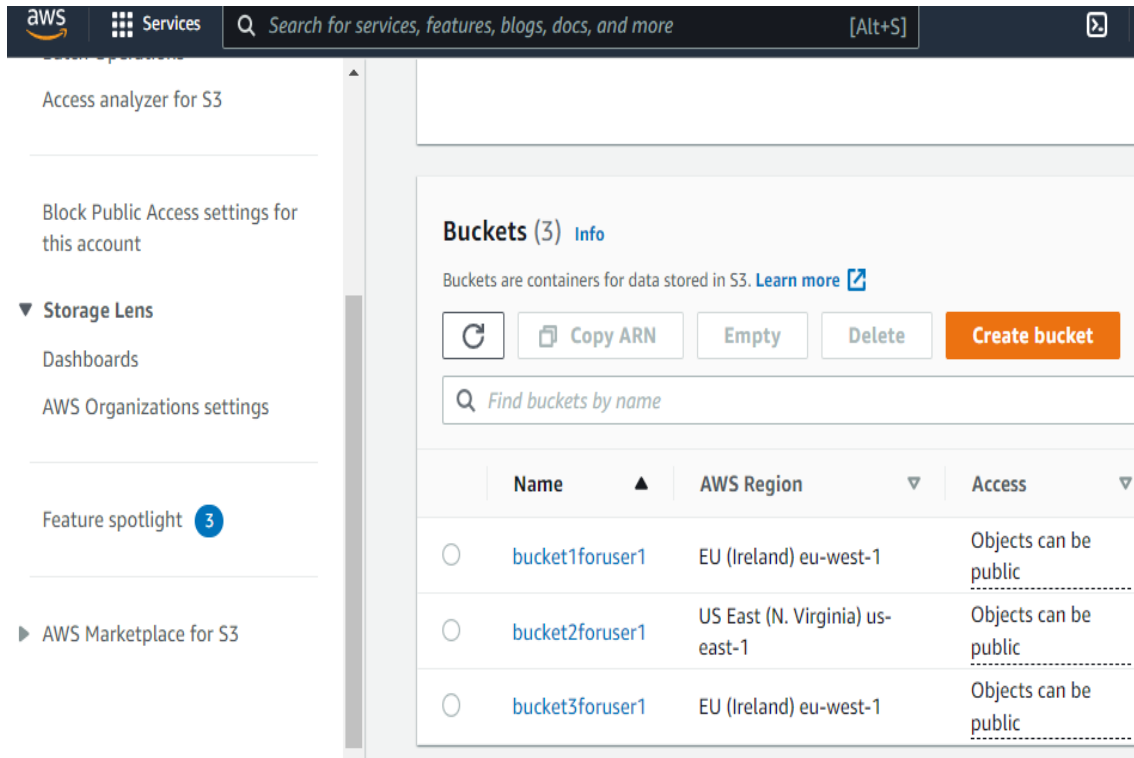 aws
Services
Search for services, features, blogs, docs, and more
[Alt+S]
Access analyzer for S3
Block Public Access settings for
this account
Storage Lens
Dashboards
AWS Organizations settings
Feature spotlight 3
AWS Marketplace for S3
Buckets (3) Info
Buckets are containers for data stored in S3. Learn more
Copy ARN
Empty
Delete
Create bucket
Find buckets by name
Name
AWS Region
Access
bucket1foruser1
EU (Ireland) eu-west-1
Objects can be
public
bucket2foruser1
US East (N. Virginia) us-
east-1
Objects can be
public
bucket3foruser1
EU (Ireland) eu-west-1
Objects can be
public